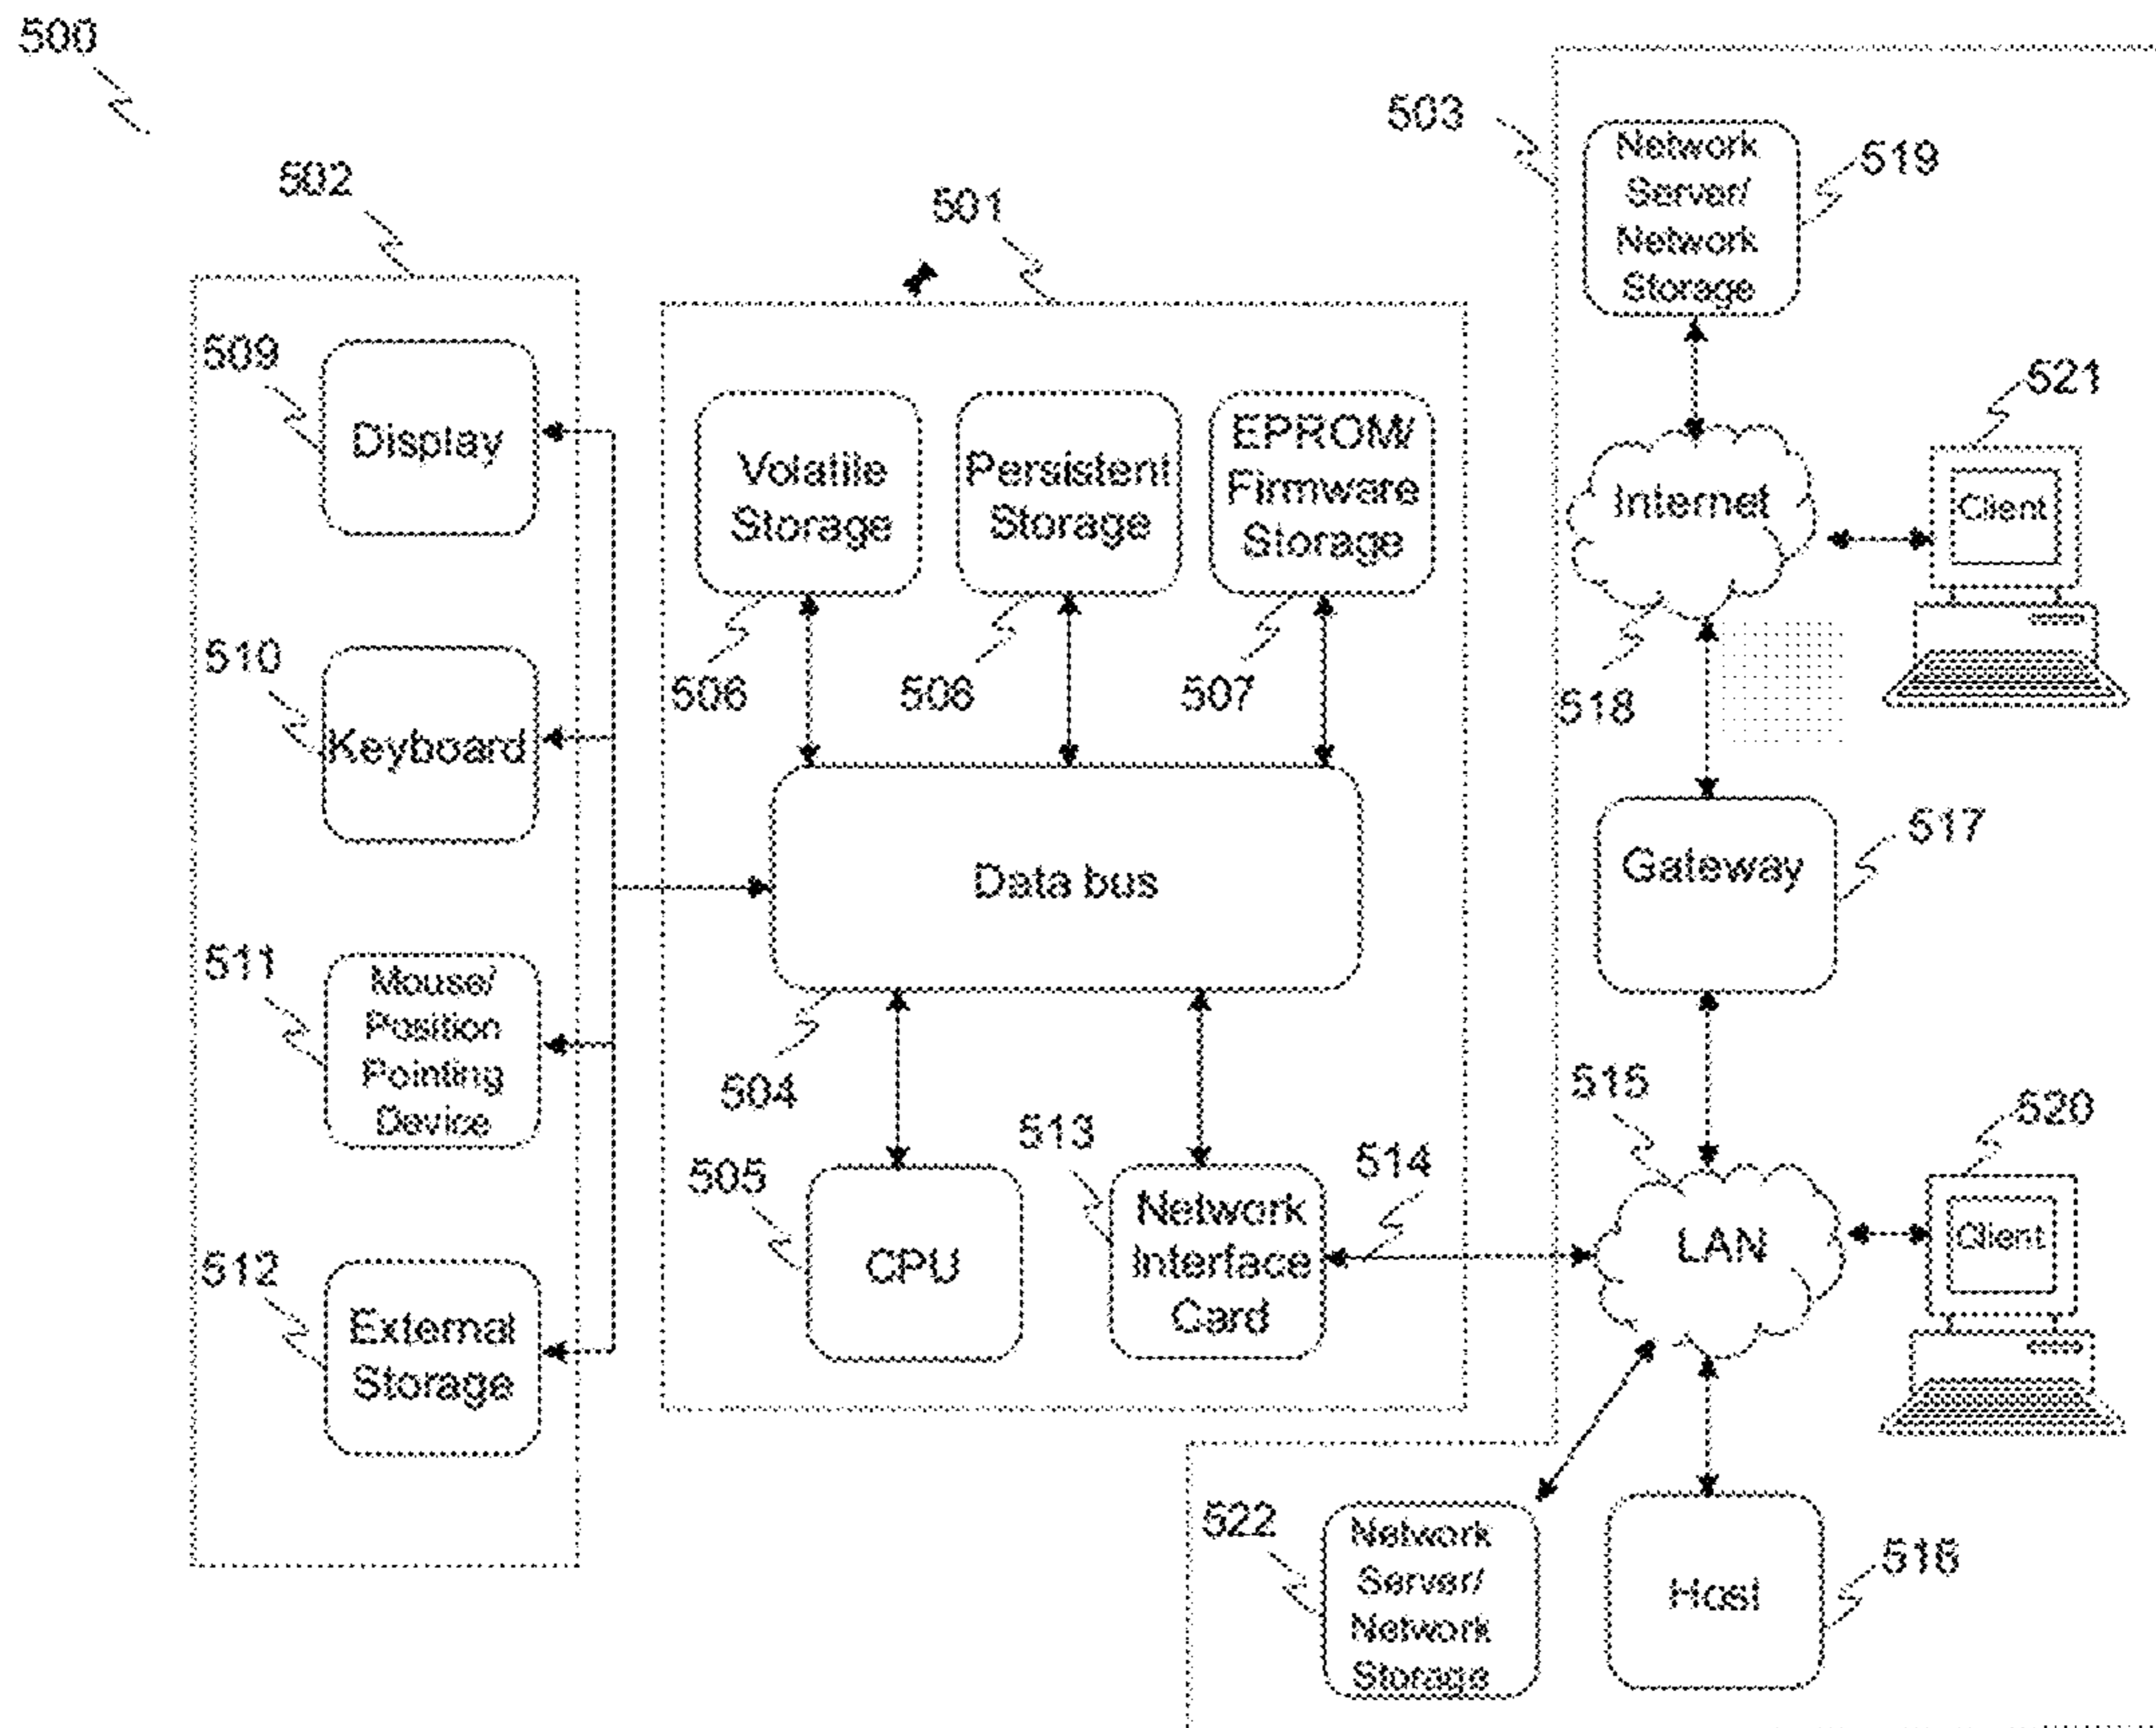 500
502
501
503
509
Display
510
Keyboard
511
Mouse/
Position
Pointing
Device
512
External
Storage
Volatile
Storage
506
Persistent
Storage
508
EPROM/
Firmware
Storage
507
Data bus
504
505
CPU
513
Network
Interface
Card
514
Network
Server/
Network
Storage
519
Internet
518
521
Client
Gateway
517
515
LAN
520
Client
522
Network
Server/
Network
Storage
Host
516